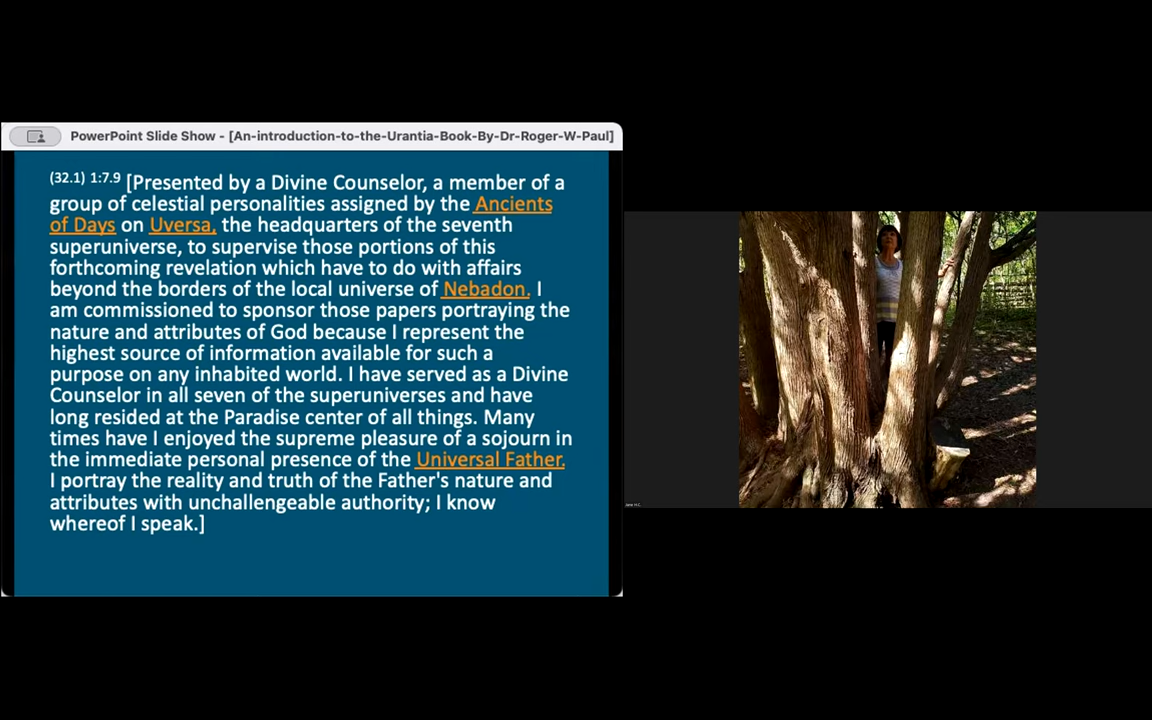 PowerPoint Slide Show - [An-introduction-to-the-Urantia-Book-By-Dr-Roger-W-Paul]
(32.1) 1:7.9 [Presented by a Divine Counselor, a member of a
group of celestial personalities assigned by the Ancients
of Days on Uversa, the headquarters of the seventh
superuniverse, to supervise those portions of this
forthcoming revelation which have to do with affairs
beyond the borders of the local universe of Nebadon. I
am commissioned to sponsor those papers portraying the
nature and attributes of God because I represent the
highest source of information available for such a
purpose on any inhabited world. I have served as a Divine
Counselor in all seven of the superuniverses and have
long resided at the Paradise center of all things. Many
times have I enjoyed the supreme pleasure of a sojourn in
the immediate personal presence of the Universal Father.
I portray the reality and truth of the Father's nature and
attributes with unchallengeable authority; I know
whereof I speak.]
Jane H.C.